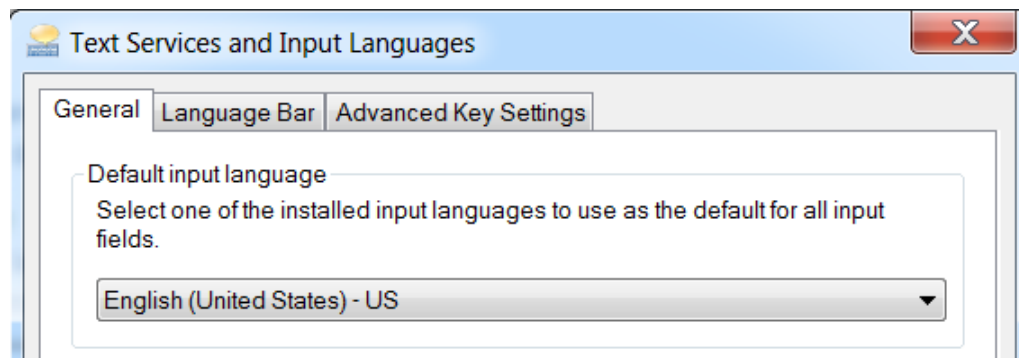 Text Services and Input Languages
General Language Bar Advanced Key Settings
Default input language
Select one of the installed input languages to use as the default for all input
fields.
English (United States) - US